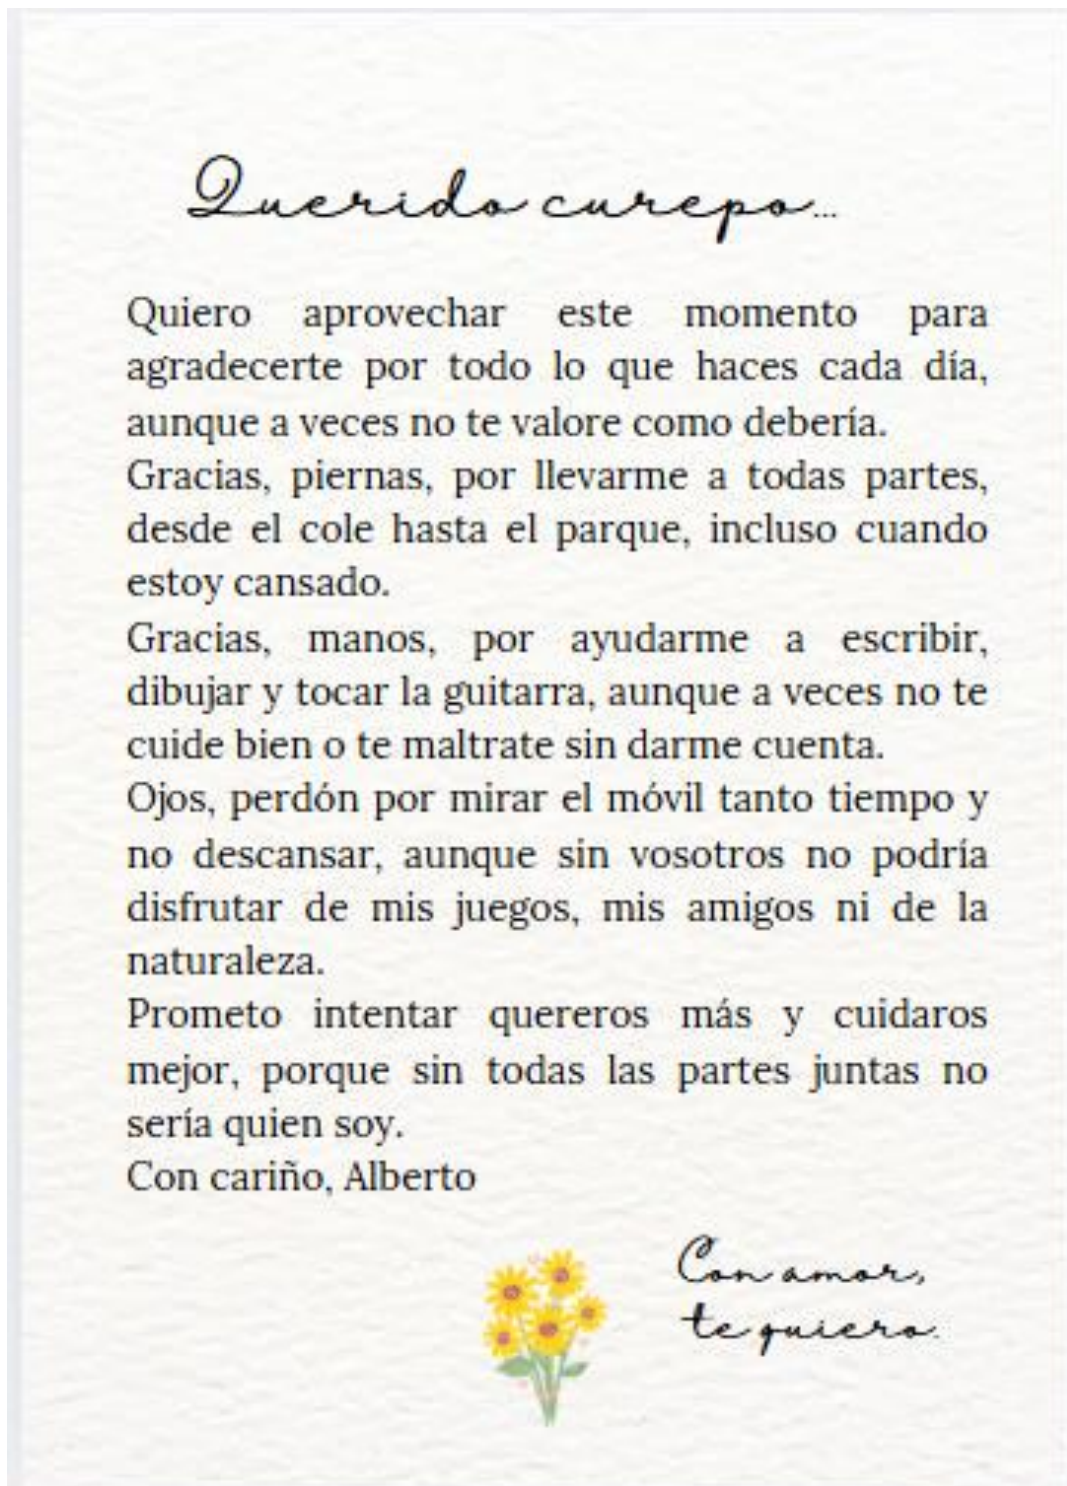 Querido curepo...
Quiero aprovechar este momento para
agradecerte por todo lo que haces cada día,
aunque a veces no te valore como debería.
Gracias, piernas, por llevarme a todas partes,
desde el cole hasta el parque, incluso cuando
estoy cansado.
Gracias, manos, por ayudarme a escribir,
dibujar y tocar la guitarra, aunque a veces no te
cuide bien o te maltrate sin darme cuenta.
Ojos, perdón por mirar el móvil tanto tiempo y
no descansar, aunque sin vosotros no podría
disfrutar de mis juegos, mis amigos ni de la
naturaleza.
Prometo intentar quereros más y cuidaros
mejor, porque sin todas las partes juntas no
sería quien soy.
Con cariño, Alberto
Con amor,
te quiero.